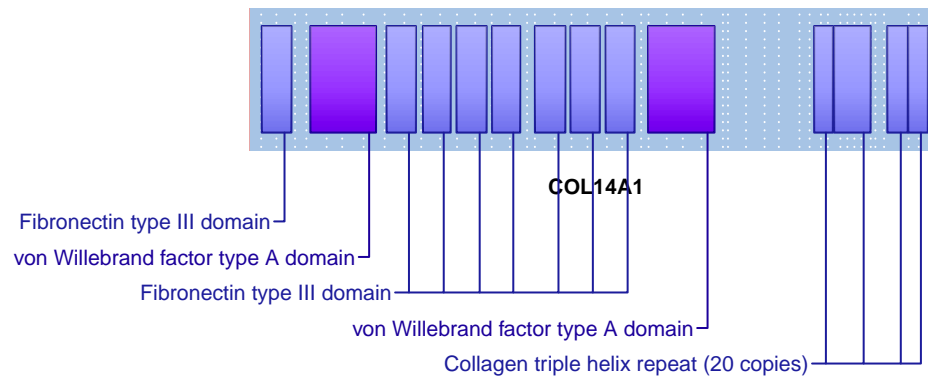 COL14A1
Fibronectin type III domain
von Willebrand factor type A domain
Fibronectin type III domain
von Willebrand factor type A domain
Collagen triple helix repeat (20 copies)